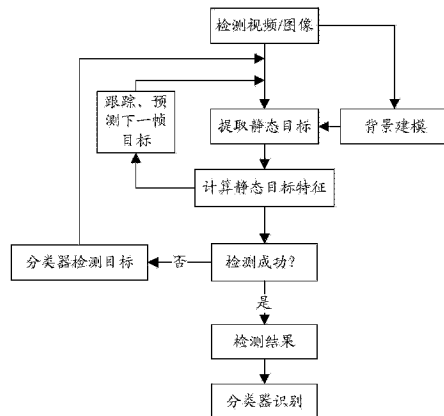 检测视频/图像
跟踪、预
测下一帧
目标
提取静态目标
背景建模
计算静态目标特征
分类器检测目标
否
检测成功?
是
检测结果
分类器识别